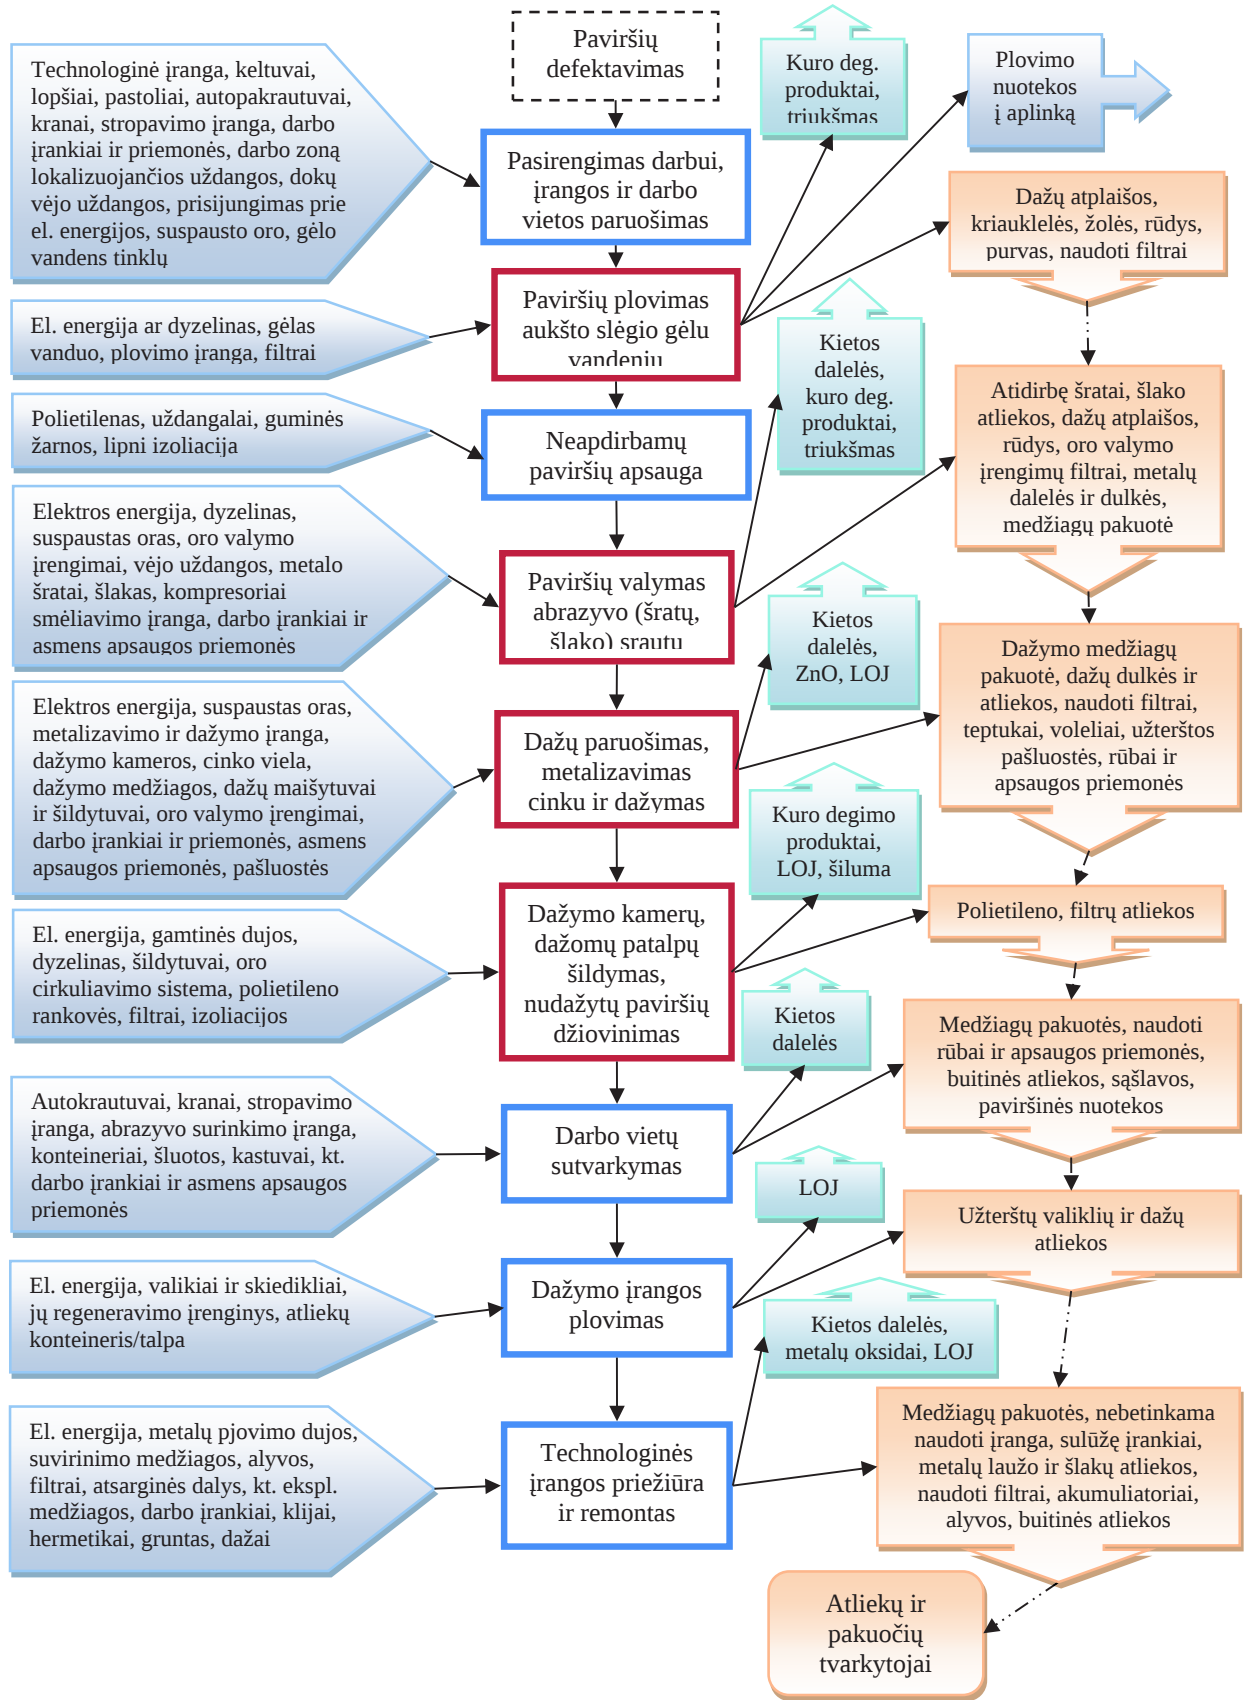 Paviršių
defektavimas
Kuro deg.
produktai,
triukšmas
Plovimo
nuotekos
į aplinką
Technologinė įranga, keltuvai,
lopšiai, pastoliai, autopakrautuvai,
kranai, stropavimo įranga, darbo
įrankiai ir priemonės, darbo zoną
lokalizuojančios uždangos, dokų
vėjo uždangos, prisijungimas prie
el. energijos, suspausto oro, gėlo
vandens tinklų
Pasirengimas darbui,
įrangos ir darbo
vietos paruošimas
Dažų atplaišos,
kriauklelės, žolės, rūdys,
purvas, naudoti filtrai
El. energija ar dyzelinas, gėlas
vanduo, plovimo įranga, filtrai
Paviršių plovimas
aukšto slėgio gėlu
vandeniu
Kietos
dalelės,
kuro deg.
produktai,
triukšmas
Atidirbę šratai, šlako
atliekos, dažų atplaišos,
rūdys, oro valymo
įrengimų filtrai, metalų
dalelės ir dulkės,
medžiagų pakuotė
Polietilenas, uždangalai, guminės
žarnos, lipni izoliacija
Neapdirbamų
paviršių apsauga
Elektros energija, dyzelinas,
suspaustas oras, oro valymo
įrengimai, vėjo uždangos, metalo
šratai, šlakas, kompresoriai
smėliavimo įranga, darbo įrankiai ir
asmens apsaugos priemonės
Paviršių valymas
abrazyvo (šratų,
šlako) srautu
Kietos
dalelės,
ZnO, LOJ
Dažymo medžiagų
pakuotė, dažų dulkės ir
atliekos, naudoti filtrai,
teptukai, voleliai, užterštos
pašluostės, rūbai ir
apsaugos priemonės
Elektros energija, suspaustas oras,
metalizavimo ir dažymo įranga,
dažymo kameros, cinko viela,
dažymo medžiagos, dažų maišytuvai
ir šildytuvai, oro valymo įrengimai,
darbo įrankiai ir priemonės, asmens
apsaugos priemonės, pašluostės
Dažų paruošimas,
metalizavimas
cinku ir dažymas
Kuro degimo
produktai,
LOJ, šiluma
Polietileno, filtrų atliekos
El. energija, gamtinės dujos,
dyzelinas, šildytuvai, oro
cirkuliavimo sistema, polietileno
rankovės, filtrai, izoliacijos
Dažymo kamerų,
dažomų patalpų
šildymas,
nudažytų paviršių
džiovinimas
Kietos
dalelės
Medžiagų pakuotės, naudoti
rūbai ir apsaugos priemonės,
buitinės atliekos, sąšlavos,
paviršinės nuotekos
Autokrautuvai, kranai, stropavimo
įranga, abrazyvo surinkimo įranga,
konteineriai, šluotos, kastuvai, kt.
darbo įrankiai ir asmens apsaugos
priemonės
Darbo vietų
sutvarkymas
LOJ
Užterštų valiklių ir dažų
atliekos
El. energija, valikiai ir skiedikliai,
jų regeneravimo įrenginys, atliekų
konteineris/talpa
Dažymo įrangos
plovimas
Kietos dalelės,
metalų oksidai, LOJ
El. energija, metalų pjovimo dujos,
suvirinimo medžiagos, alyvos,
filtrai, atsarginės dalys, kt. ekspl.
medžiagos, darbo įrankiai, klijai,
hermetikai, gruntas, dažai
Technologinės
įrangos priežiūra
ir remontas
Medžiagų pakuotės, nebetinkama
naudoti įranga, sulūžę įrankiai,
metalų laužo ir šlakų atliekos,
naudoti filtrai, akumuliatoriai,
alyvos, buitinės atliekos
Atliekų ir
pakuočių
tvarkytojai